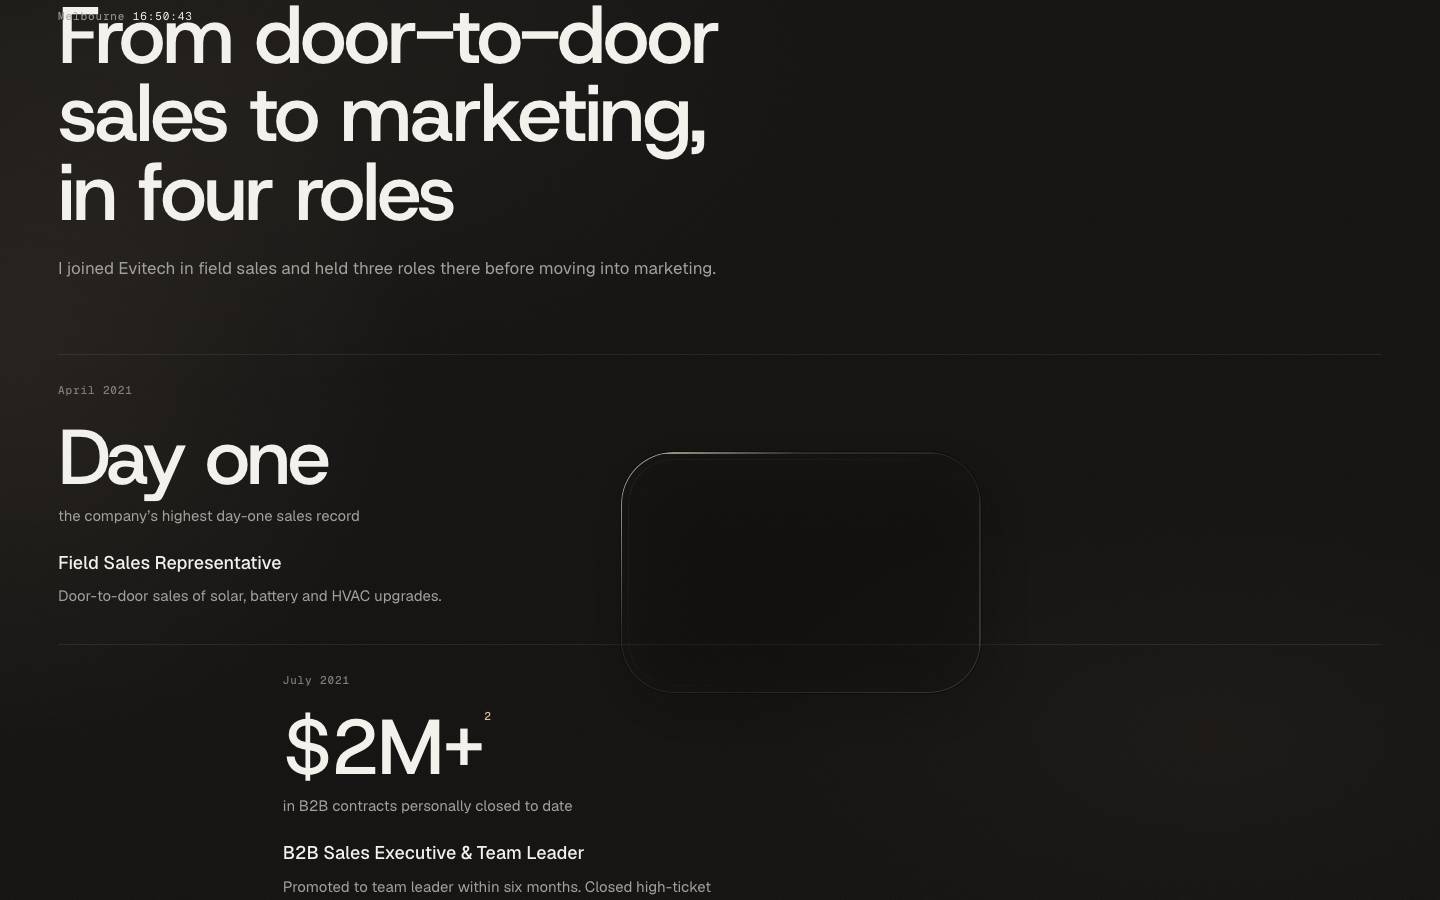 Melbourne 16:50:43
From door-to-door
sales to marketing,
in four roles
I joined Evitech in field sales and held three roles there before moving into marketing.
April 2021
Day one
the company’s highest day-one sales record
Field Sales Representative
Door-to-door sales of solar, battery and HVAC upgrades.
July 2021
$2M+ 2
in B2B contracts personally closed to date
B2B Sales Executive & Team Leader
Promoted to team leader within six months. Closed high-ticket